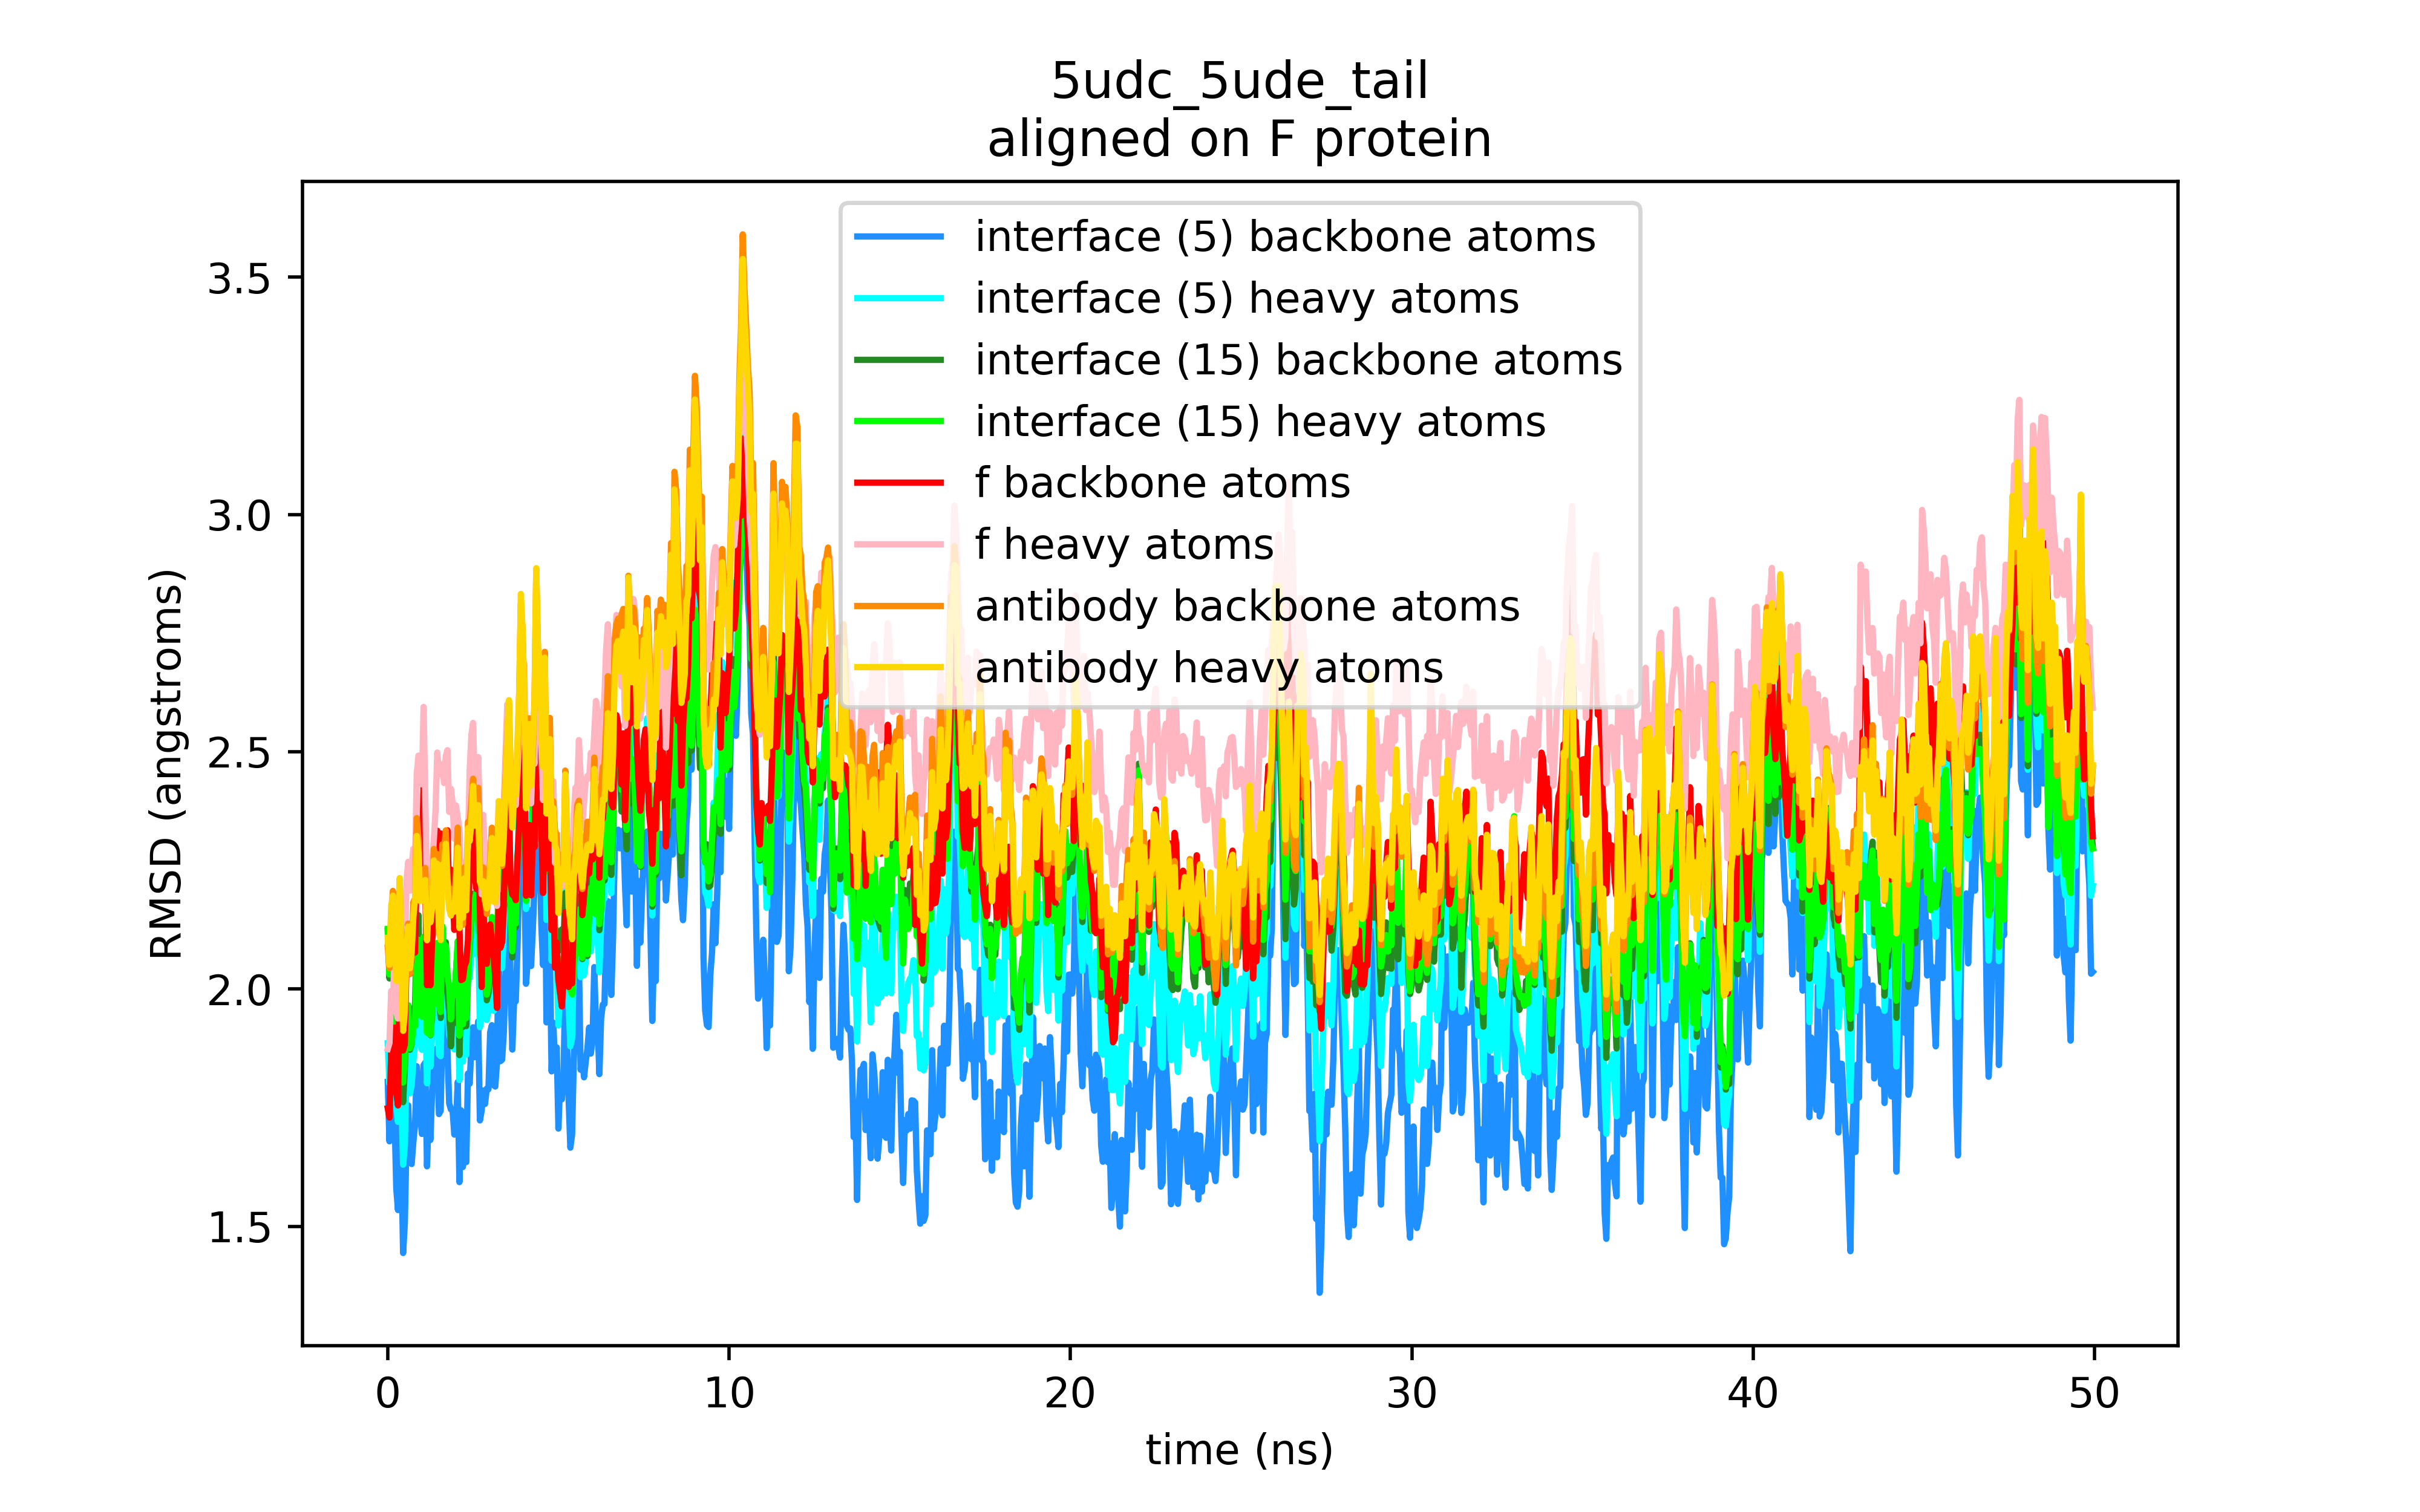 5udc_5ude_tail
aligned on F protein
interface (5) backbone atoms
interface (5) heavy atoms
interface (15) backbone atoms
interface (15) heavy atoms
f backbone atoms
f heavy atoms
antibody backbone atoms
antibody heavy atoms
RMSD (angstroms)
3.5
3.0
2.5
2.0
1.5
0 10 20 30 40 50
time (ns)